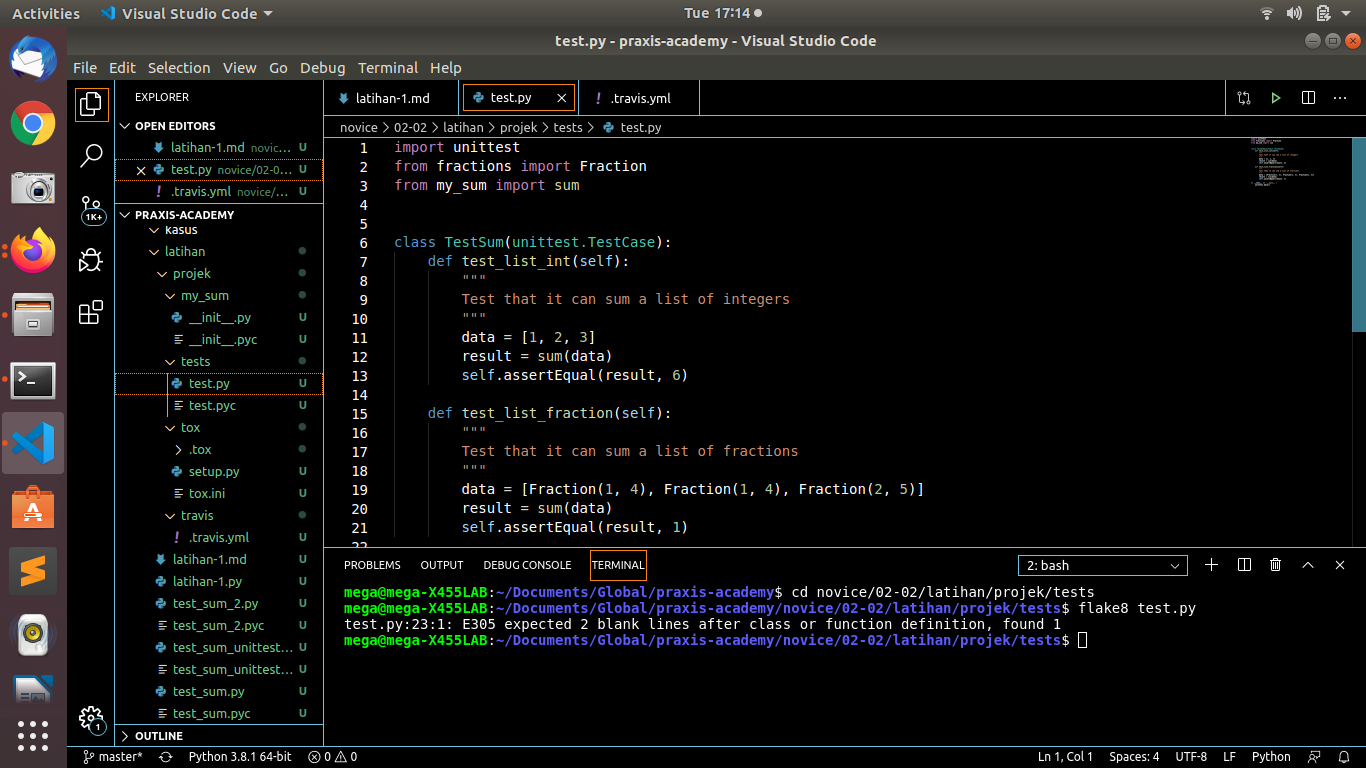 Activities Visual Studio Code Tue 17:14
test.py - praxis-academy - Visual Studio Code
File Edit Selection View Go Debug Terminal Help
EXPLORER
OPEN EDITORS
latihan-1.md novic... U
test.py novice/02-0... U
.travis.yml novice/... U
PRAXIS-ACADEMY
kasus
latihan
projek
my_sum
__init__.py U
__init__.pyc U
tests
test.py U
test.pyc U
tox
.tox
setup.py U
tox.ini U
travis
.travis.yml U
latihan-1.md U
latihan-1.py U
test_sum_2.py U
test_sum_2.pyc U
test_sum_unittest... U
test_sum_unittest... U
test_sum.py U
test_sum.pyc U
OUTLINE
1K+
1
latihan-1.md test.py .travis.yml
novice > 02-02 > latihan > projek > tests > test.py
1 import unittest
2 from fractions import Fraction
3 from my_sum import sum
4
5
6 class TestSum(unittest.TestCase):
7 def test_list_int(self):
8 """
9 Test that it can sum a list of integers
10 """
11 data = [1, 2, 3]
12 result = sum(data)
13 self.assertEqual(result, 6)
14
15 def test_list_fraction(self):
16 """
17 Test that it can sum a list of fractions
18 """
19 data = [Fraction(1, 4), Fraction(1, 4), Fraction(2, 5)]
20 result = sum(data)
21 self.assertEqual(result, 1)
22
PROBLEMS OUTPUT DEBUG CONSOLE TERMINAL 2: bash
mega@mega-X455LAB:~/Documents/Global/praxis-academy$ cd novice/02-02/latihan/projek/tests
mega@mega-X455LAB:~/Documents/Global/praxis-academy/novice/02-02/latihan/projek/tests$ flake8 test.py
test.py:23:1: E305 expected 2 blank lines after class or function definition, found 1
mega@mega-X455LAB:~/Documents/Global/praxis-academy/novice/02-02/latihan/projek/tests$
master* Python 3.8.1 64-bit 0 0 Ln 1, Col 1 Spaces: 4 UTF-8 LF Python